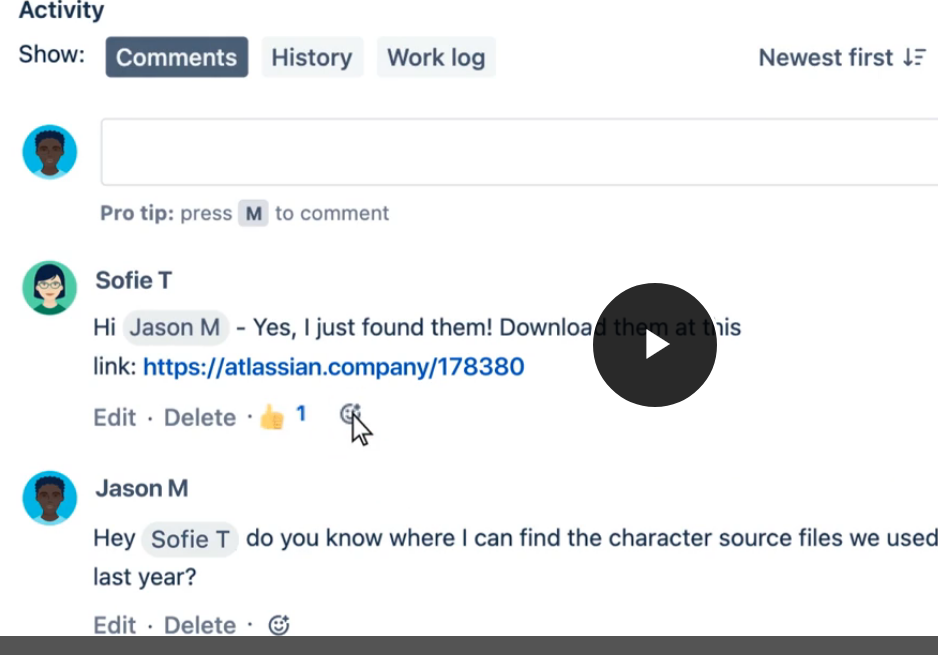 Activity
Show: Comments History Work log Newest first
Pro tip: press M to comment
Sofie T
Hi Jason M - Yes, I just found them! Download them at this
link: https://atlassian.company/178380
Edit · Delete · 1
Jason M
Hey Sofie T do you know where I can find the character source files we used
last year?
Edit · Delete ·